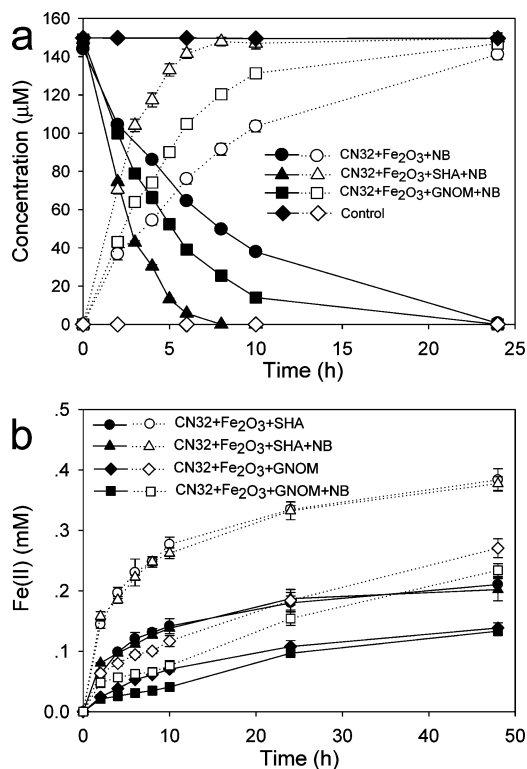 a
Concentration (μM)
160
140
120
100
80
60
40
20
0
CN32+Fe₂O₃+NB
CN32+Fe₂O₃+SHA+NB
CN32+Fe₂O₃+GNOM+NB
Control
0 5 10 15 20 25
Time (h)
b
Fe(II) (mM)
.5
.4
.3
.2
.1
0.0
CN32+Fe₂O₃+SHA
CN32+Fe₂O₃+SHA+NB
CN32+Fe₂O₃+GNOM
CN32+Fe₂O₃+GNOM+NB
0 10 20 30 40 50
Time (h)